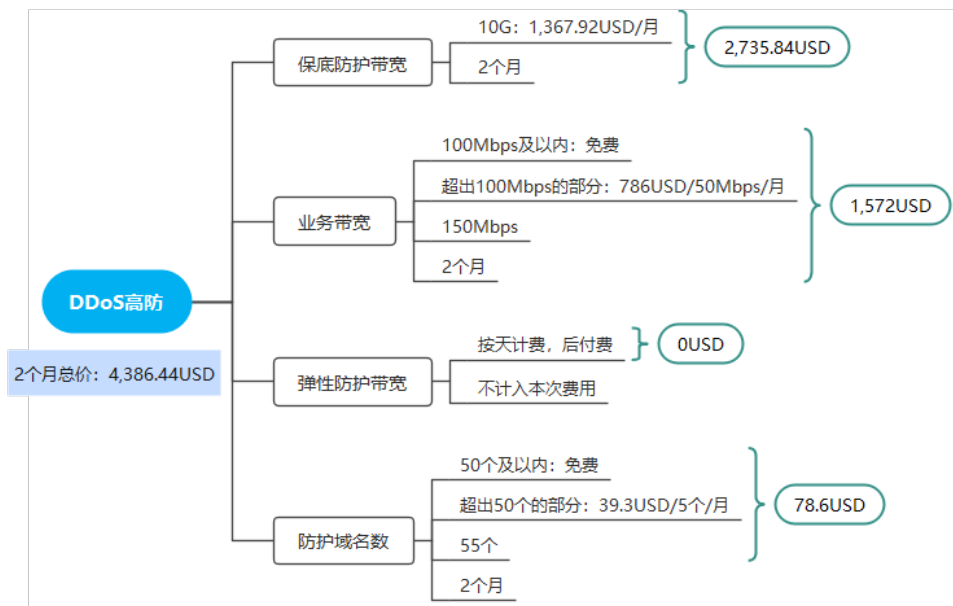 DDoS高防
2个月总价：4,386.44USD
保底防护带宽
10G：1,367.92USD/月
2个月
2,735.84USD
业务带宽
100Mbps及以内：免费
超出100Mbps的部分：786USD/50Mbps/月
150Mbps
2个月
1,572USD
弹性防护带宽
按天计费，后付费
不计入本次费用
0USD
防护域名数
50个及以内：免费
超出50个的部分：39.3USD/5个/月
55个
2个月
78.6USD